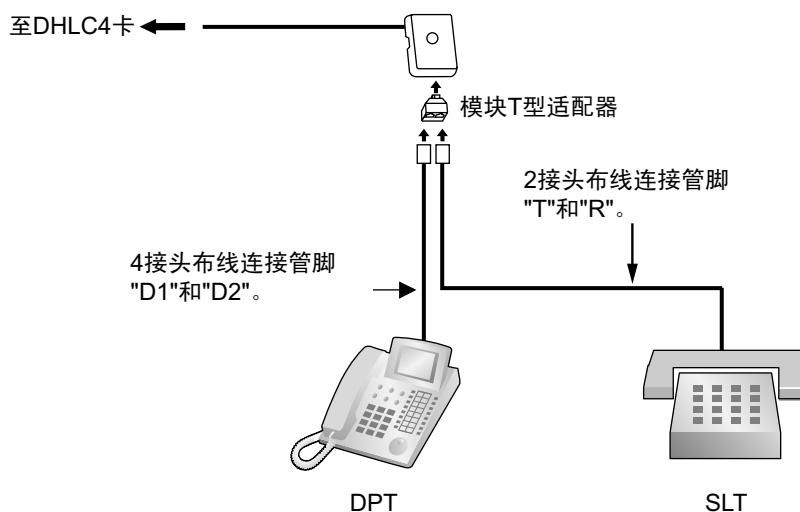 至DHLC4卡
模块T型适配器
2接头布线连接管脚
"T"和"R"。
4接头布线连接管脚
"D1"和"D2"。
DPT
SLT